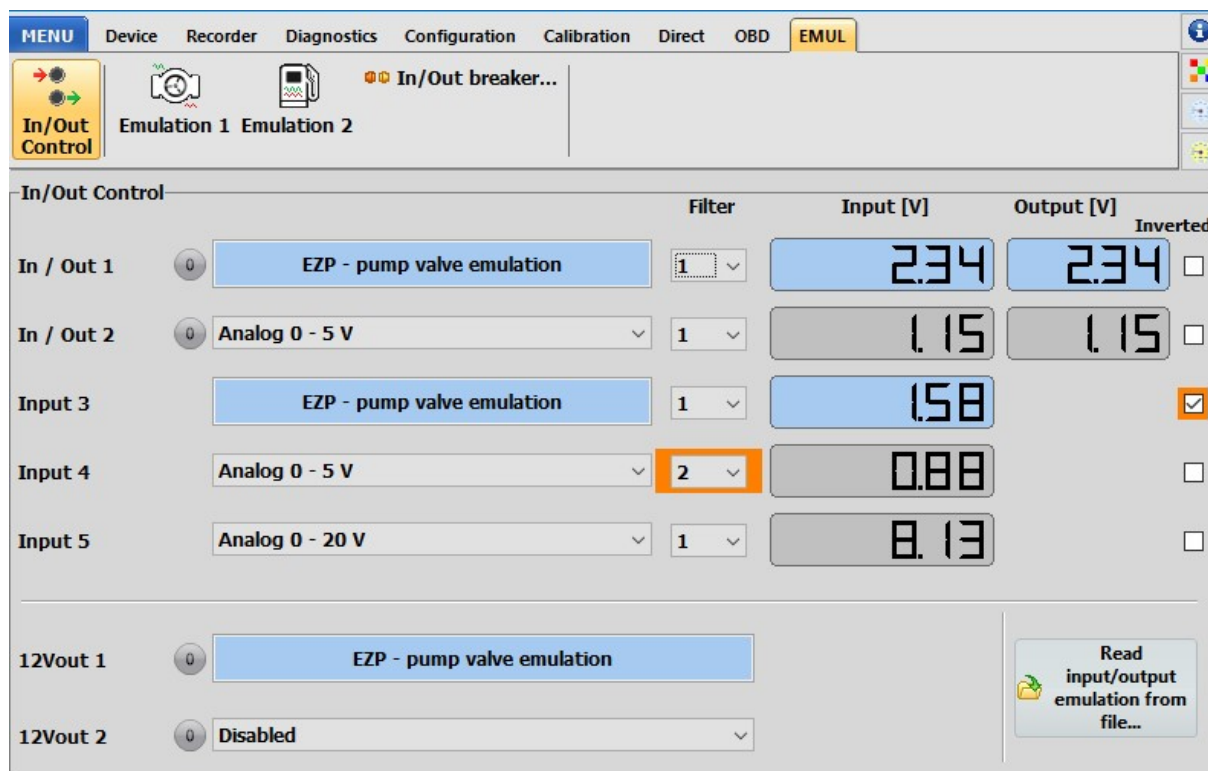 MENU Device Recorder Diagnostics Configuration Calibration Direct OBD EMUL
In/Out Control
Emulation 1
Emulation 2
In/Out breaker...
In/Out Control
Filter Input [V] Output [V]
Inverted
In / Out 1 0 EZP - pump valve emulation 1 2.34 2.34
In / Out 2 0 Analog 0 - 5 V 1 1.15 1.15
Input 3 EZP - pump valve emulation 1 1.58
Input 4 Analog 0 - 5 V 2 0.88
Input 5 Analog 0 - 20 V 1 8.13
12Vout 1 0 EZP - pump valve emulation
12Vout 2 0 Disabled
Read
input/output
emulation from
file...